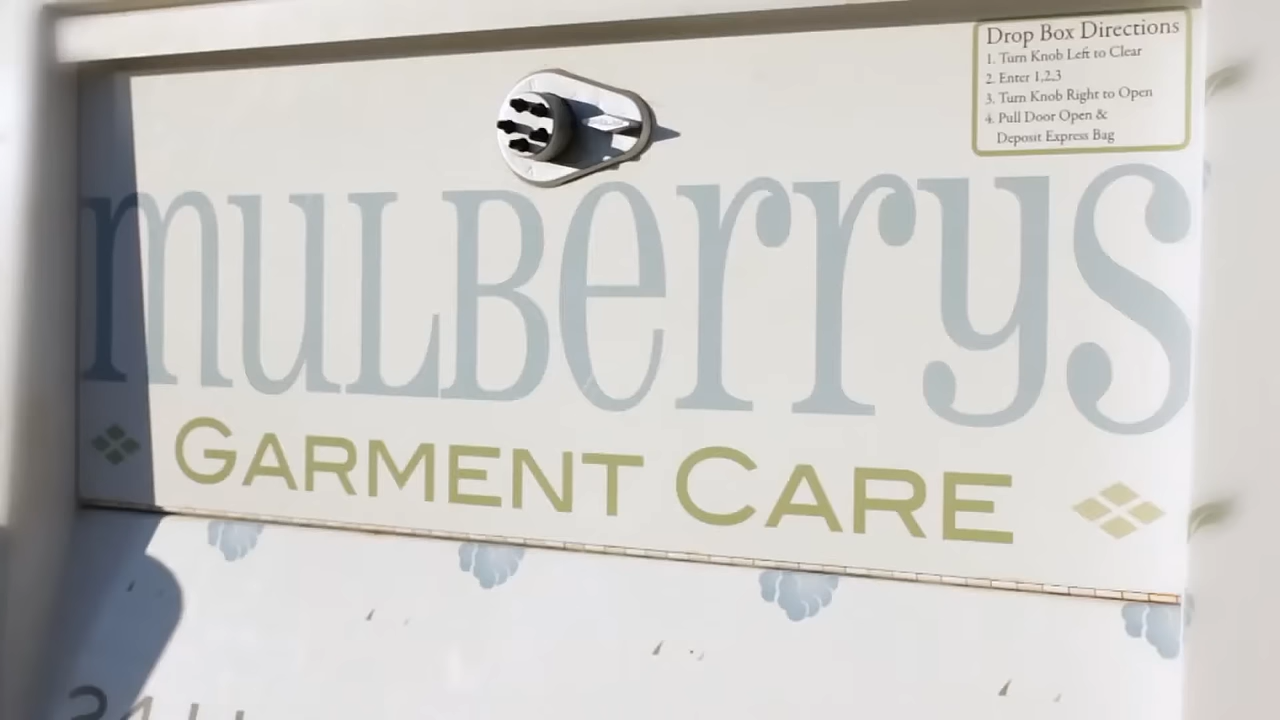 Drop Box Directions
1. Turn Knob Left to Clear
2. Enter 1,2,3
3. Turn Knob Right to Open
4. Pull Door Open &
Deposit Express Bag
mULBerrys
GARMENT CARE